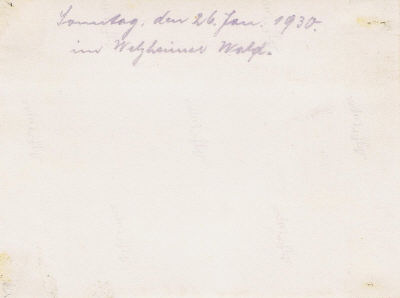 Sonntag, den 26. Jan. 1930.
im Welzheimer Wald.